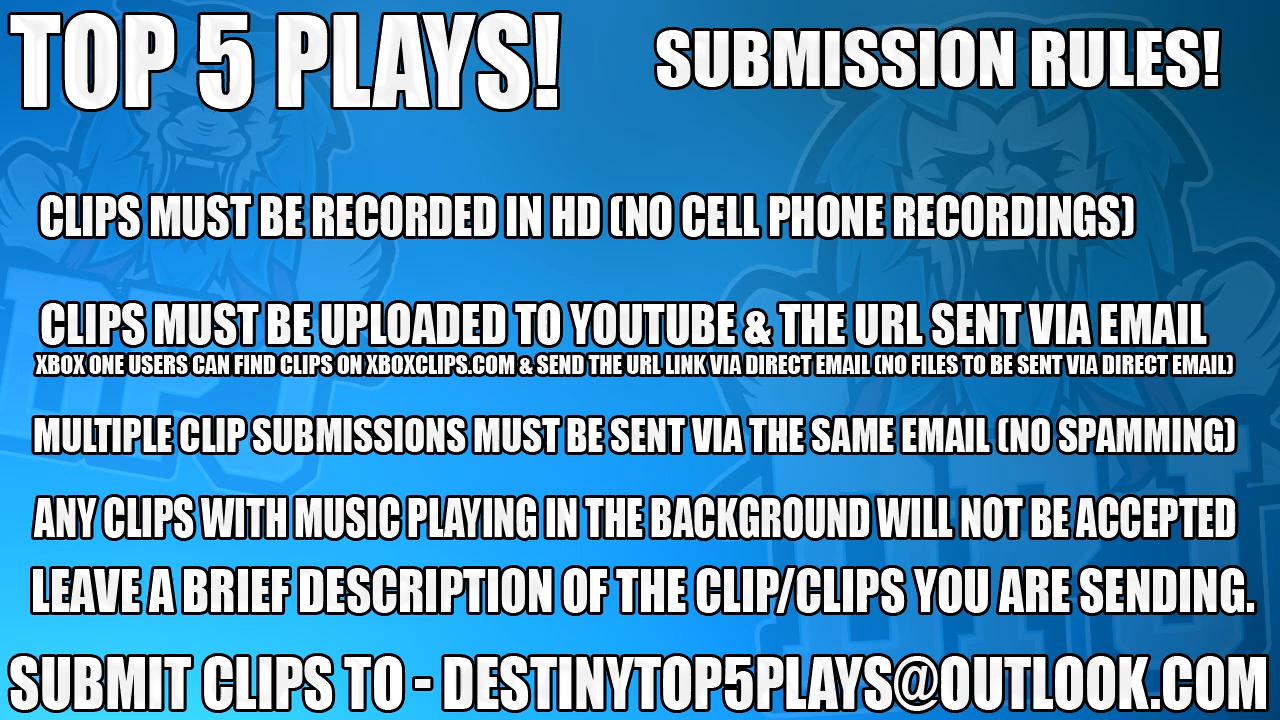 TOP 5 PLAYS!
SUBMISSION RULES!
CLIPS MUST BE RECORDED IN HD (NO CELL PHONE RECORDINGS)
CLIPS MUST BE UPLOADED TO YOUTUBE & THE URL SENT VIA EMAIL
XBOX ONE USERS CAN FIND CLIPS ON XBOXCLIPS.COM & SEND THE URL LINK VIA DIRECT EMAIL (NO FILES TO BE SENT VIA DIRECT EMAIL)
MULTIPLE CLIP SUBMISSIONS MUST BE SENT VIA THE SAME EMAIL (NO SPAMMING)
ANY CLIPS WITH MUSIC PLAYING IN THE BACKGROUND WILL NOT BE ACCEPTED
LEAVE A BRIEF DESCRIPTION OF THE CLIP/CLIPS YOU ARE SENDING.
SUBMIT CLIPS TO - DESTINYTOP5PLAYS@OUTLOOK.COM